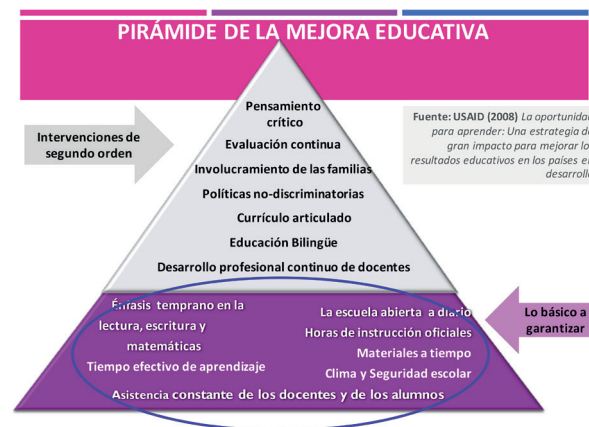 PIRÁMIDE DE LA MEJORA EDUCATIVA
Pensamiento
crítico
Evaluación continua
Involucramiento de las familias
Políticas no-discriminatorias
Currículo articulado
Educación Bilingüe
Desarrollo profesional continuo de docentes
Intervenciones de
segundo orden
Fuente: USAID (2008) La oportunidad
para aprender: Una estrategia de
gran impacto para mejorar los
resultados educativos en los países en
desarrollo
Énfasis temprano en la
lectura, escritura y
matemáticas
Tiempo efectivo de aprendizaje
La escuela abierta a diario
Horas de instrucción oficiales
Materiales a tiempo
Clima y Seguridad escolar
Asistencia constante de los docentes y de los alumnos
Lo básico a
garantizar